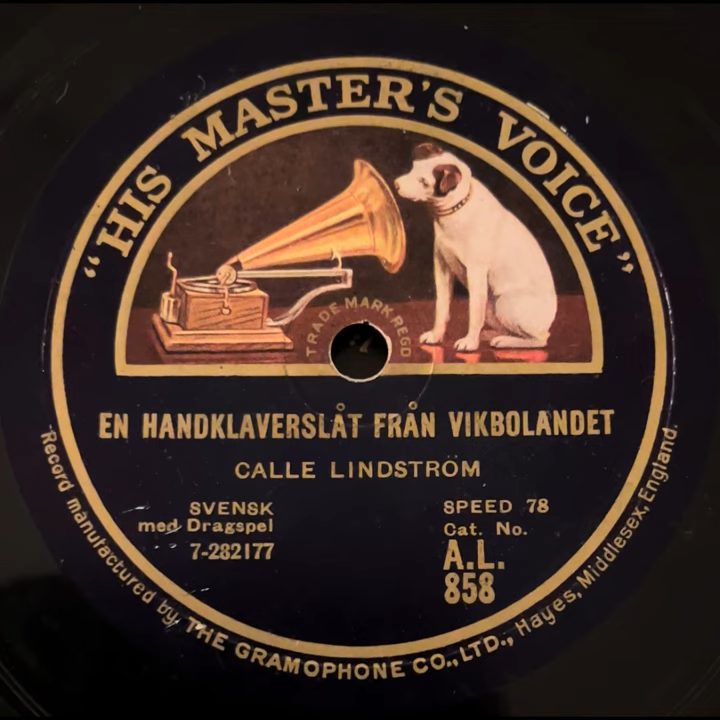 "HIS MASTER'S VOICE"
TRADE MARK REGD
EN HANDKLAVERSLÅT FRÅN VIKBOLANDET
CALLE LINDSTRÖM
SVENSK
med Dragspel
7-282177
SPEED 78
Cat. No.
A.L.
858
Record manufactured by THE GRAMOPHONE CO., LTD., Hayes, Middlesex, England.